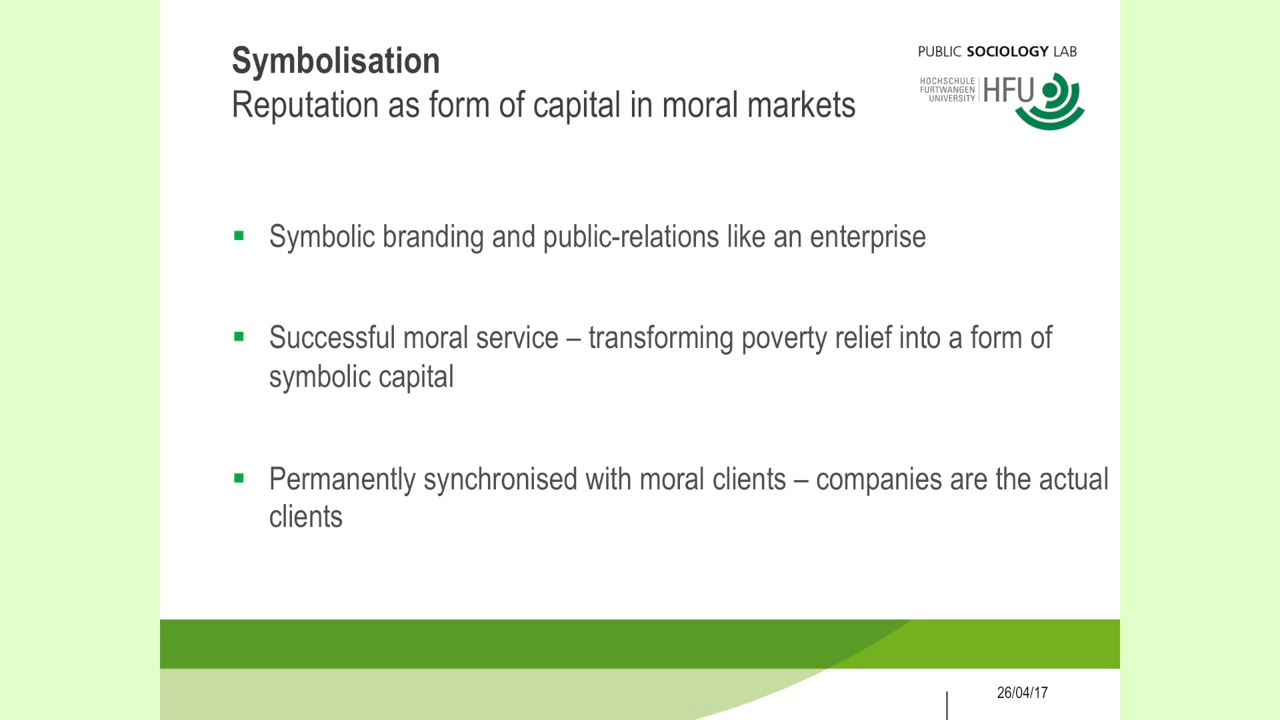 Symbolisation
Reputation as form of capital in moral markets
PUBLIC SOCIOLOGY LAB
HOCHSCHULE
FURTWANGEN
UNIVERSITY
HFU
Symbolic branding and public-relations like an enterprise
Successful moral service – transforming poverty relief into a form of
symbolic capital
Permanently synchronised with moral clients – companies are the actual
clients
26/04/17